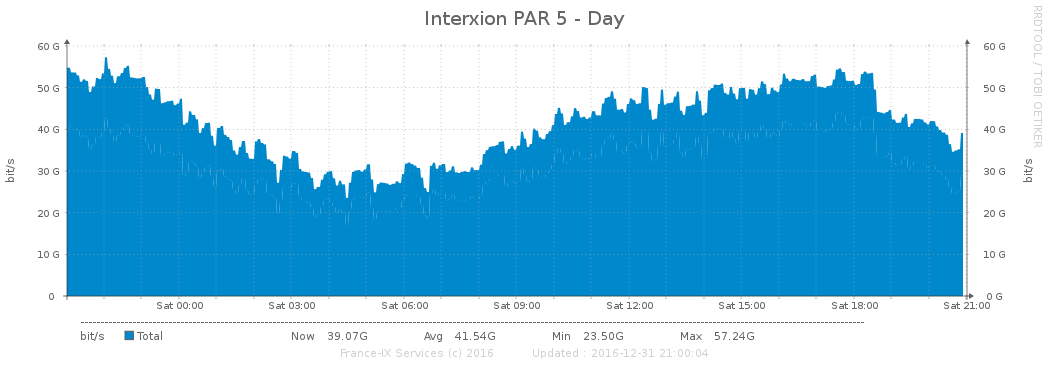 Interxion PAR 5 - Day
RRDTOOL / TOBI OETIKER
60 G 60 G
50 G 50 G
40 G 40 G
30 G 30 G
20 G 20 G
10 G 10 G
0 0 G
bit/s
bit/s
Sat 00:00 Sat 03:00 Sat 06:00 Sat 09:00 Sat 12:00 Sat 15:00 Sat 18:00 Sat 21:00
bit/s Total Now 39.07G Avg 41.54G Min 23.50G Max 57.24G
France-IX Services (c) 2016 Updated : 2016-12-31 21:00:04